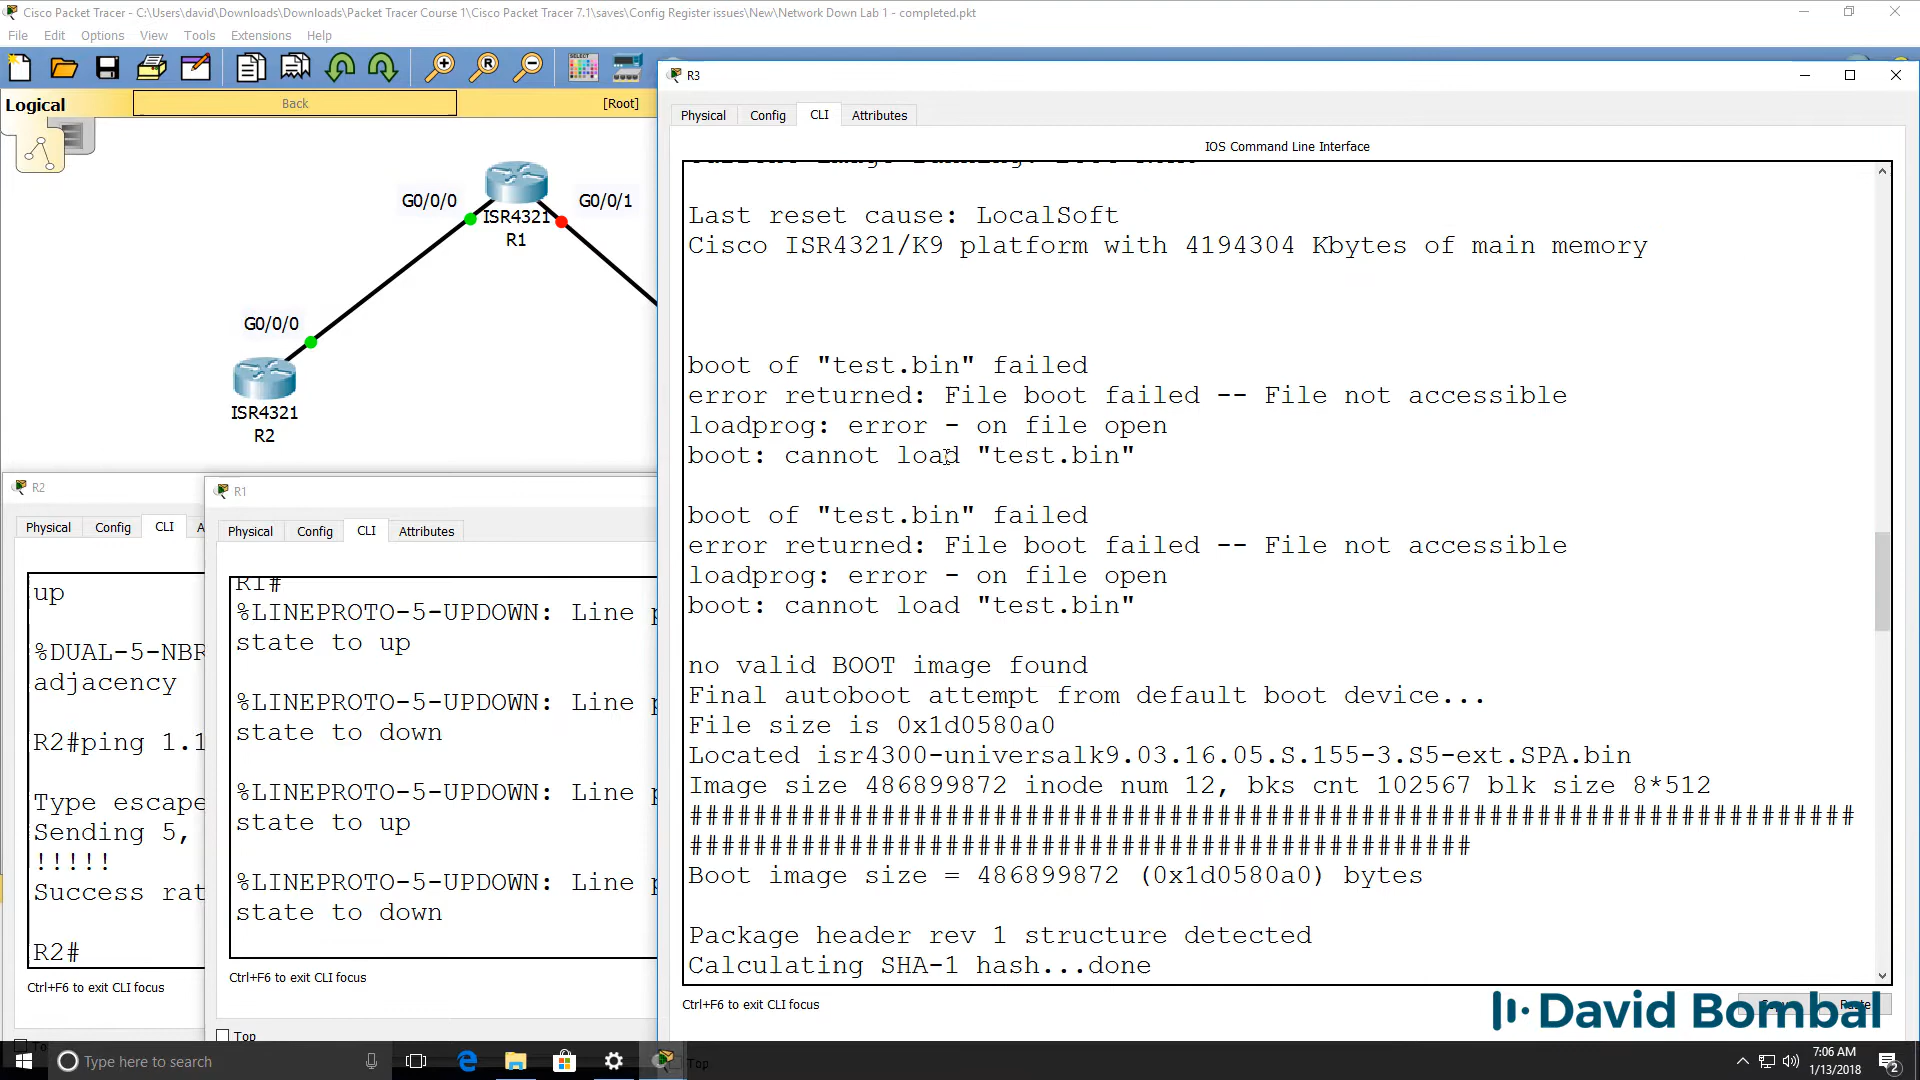 Cisco Packet Tracer - C:\Users\david\Downloads\Downloads\Packet Tracer Course 1\Cisco Packet Tracer 7.1\saves\Config Register issues\New\Network Down Lab 1 - completed.pkt
File Edit Options View Tools Extensions Help
Logical Back [Root]
G0/0/0
G0/0/1
ISR4321
R1
G0/0/0
ISR4321
R2
R2
Physical Config CLI A
up
%DUAL-5-NBR
adjacency
R2#ping 1.1
Type escape
Sending 5,
!!!!!
Success rat
R2#
Ctrl+F6 to exit CLI focus
R1
Physical Config CLI Attributes
R1#
%LINEPROTO-5-UPDOWN: Line p
state to up
%LINEPROTO-5-UPDOWN: Line p
state to down
%LINEPROTO-5-UPDOWN: Line p
state to up
%LINEPROTO-5-UPDOWN: Line p
state to down
Ctrl+F6 to exit CLI focus
Top
R3
Physical Config CLI Attributes
IOS Command Line Interface
Last reset cause: LocalSoft
Cisco ISR4321/K9 platform with 4194304 Kbytes of main memory
boot of "test.bin" failed
error returned: File boot failed -- File not accessible
loadprog: error - on file open
boot: cannot load "test.bin"
boot of "test.bin" failed
error returned: File boot failed -- File not accessible
loadprog: error - on file open
boot: cannot load "test.bin"
no valid BOOT image found
Final autoboot attempt from default boot device...
File size is 0x1d0580a0
Located isr4300-universalk9.03.16.05.S.155-3.S5-ext.SPA.bin
Image size 486899872 inode num 12, bks cnt 102567 blk size 8*512
#########################################################################
#################################################
Boot image size = 486899872 (0x1d0580a0) bytes
Package header rev 1 structure detected
Calculating SHA-1 hash...done
Ctrl+F6 to exit CLI focus
Copy Paste
David Bombal
Top
Type here to search
7:06 AM
1/13/2018
2